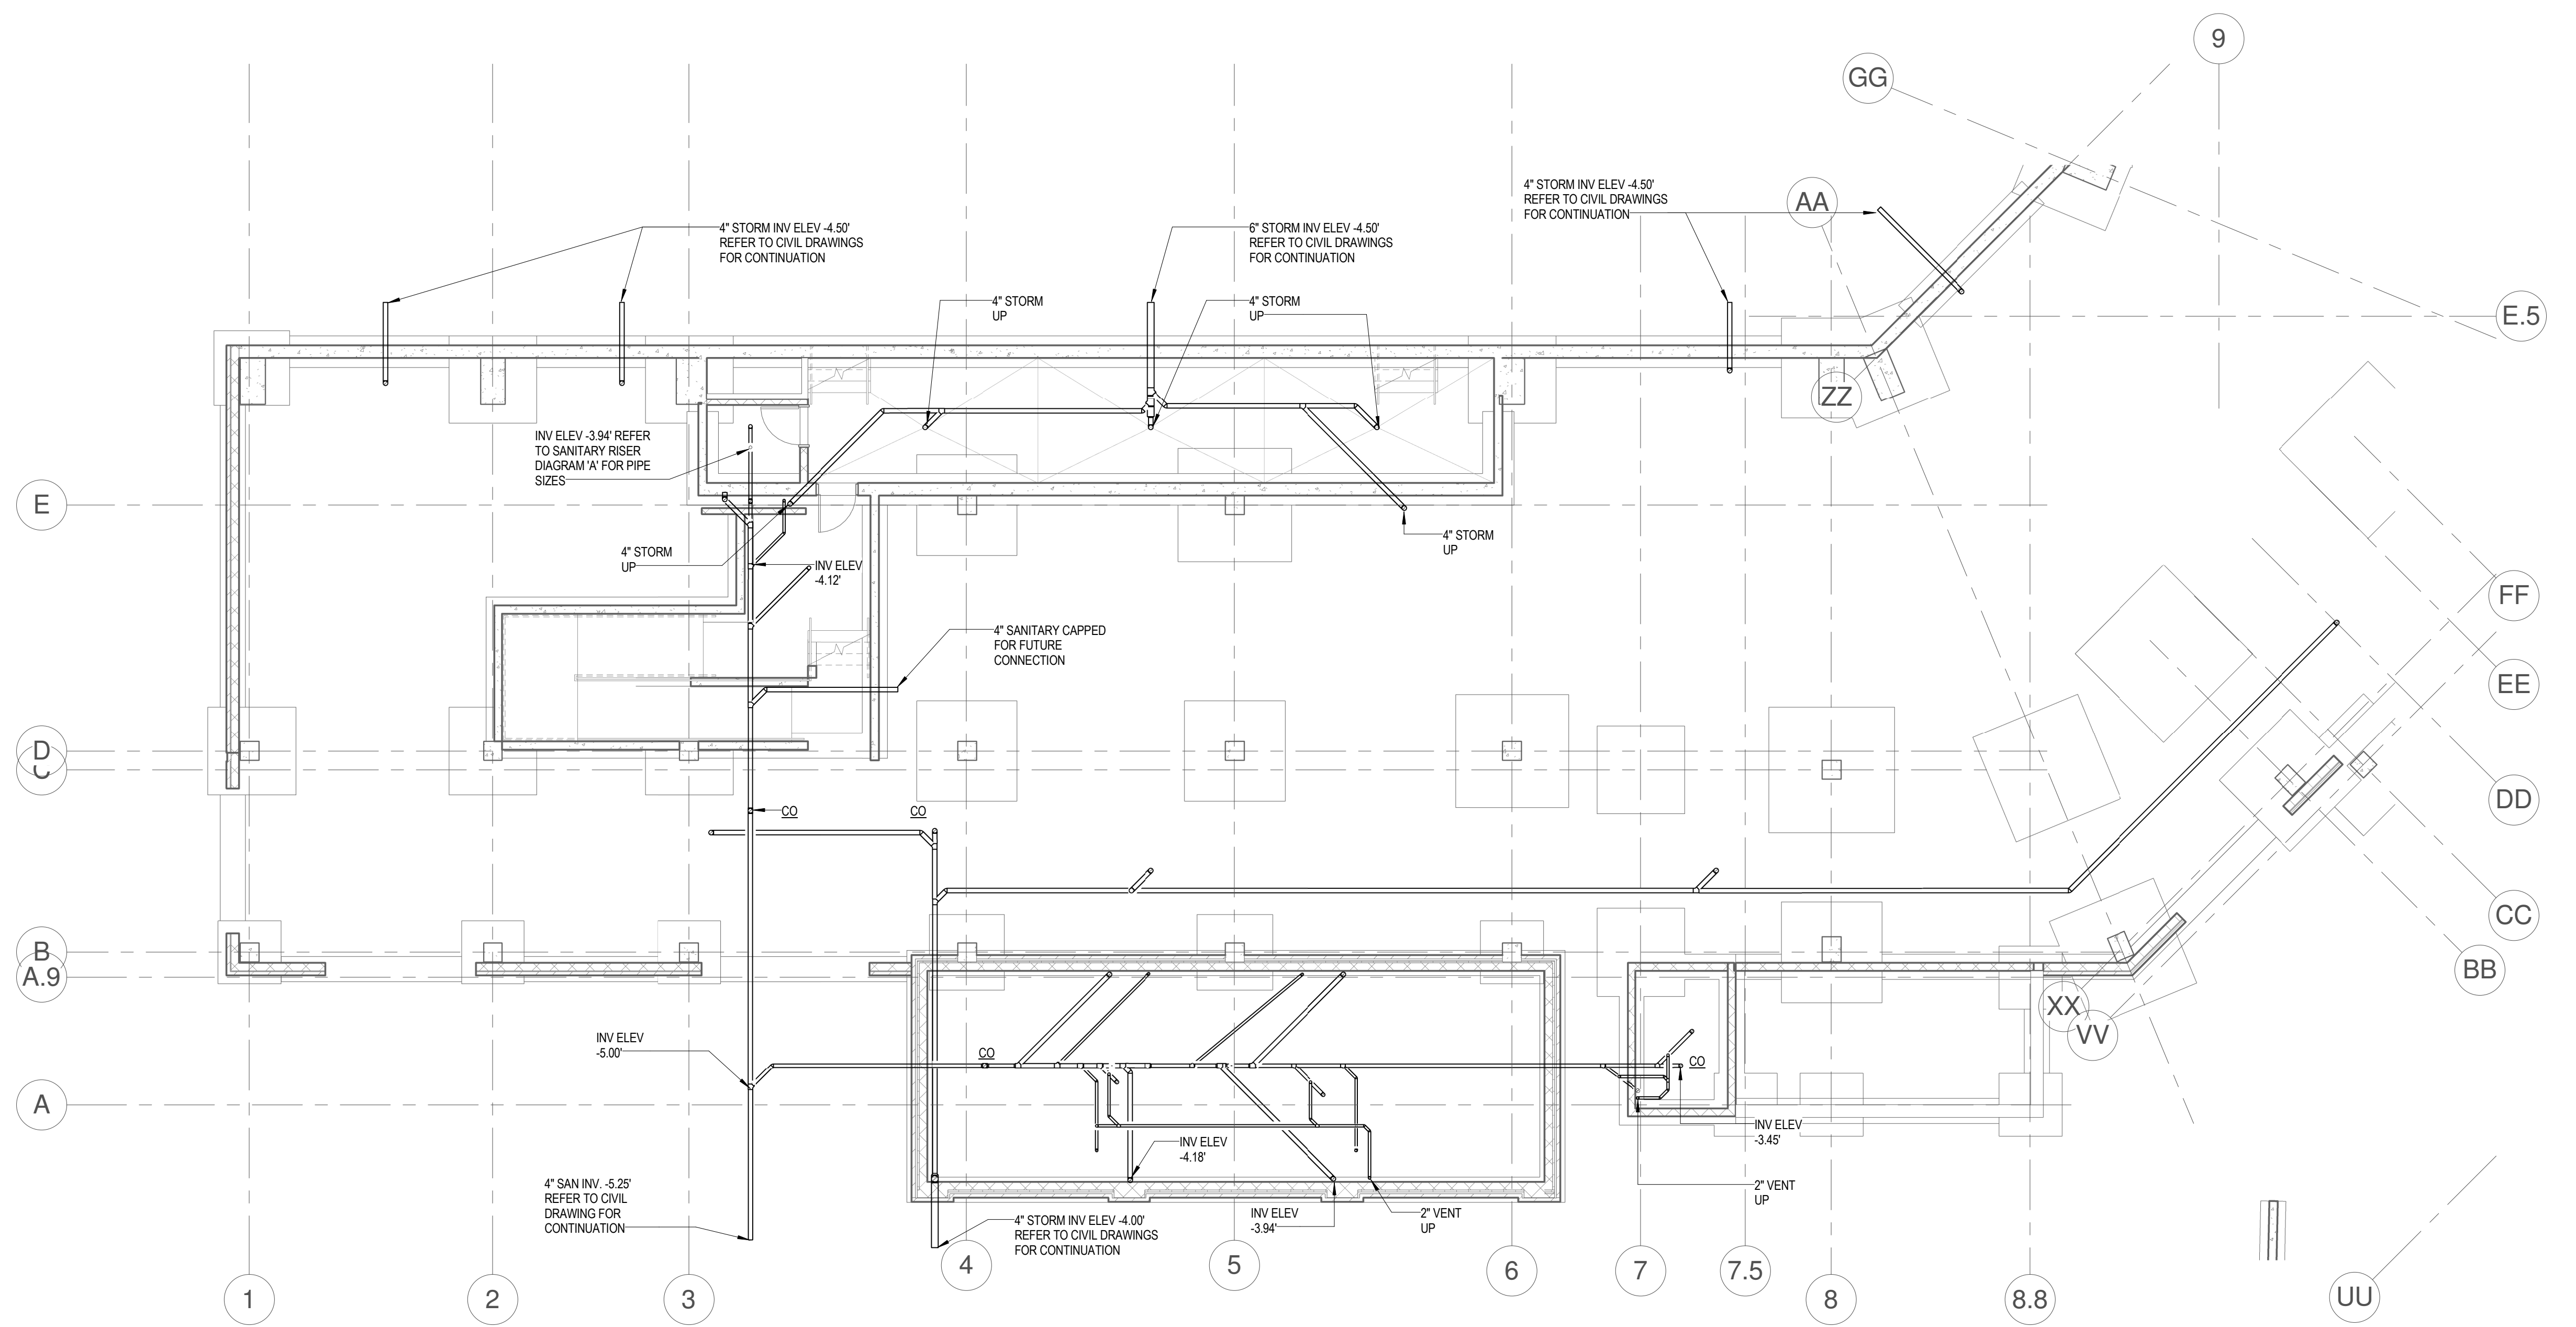 9
GG
AA
4" STORM INV ELEV -4.50'
REFER TO CIVIL DRAWINGS
FOR CONTINUATION
4" STORM INV ELEV -4.50'
REFER TO CIVIL DRAWINGS
FOR CONTINUATION
6" STORM INV ELEV -4.50'
REFER TO CIVIL DRAWINGS
FOR CONTINUATION
4" STORM
UP
4" STORM
UP
E.5
ZZ
INV ELEV -3.94' REFER
TO SANITARY RISER
DIAGRAM 'A' FOR PIPE
SIZES
E
4" STORM
UP
4" STORM
UP
INV ELEV
-4.12'
FF
4" SANITARY CAPPED
FOR FUTURE
CONNECTION
EE
D
C
DD
CO
CO
CC
B
A.9
BB
XX
VV
INV ELEV
-5.00'
CO
CO
A
INV ELEV
-3.45'
INV ELEV
-4.18'
4" SAN INV. -5.25'
REFER TO CIVIL
DRAWING FOR
CONTINUATION
2" VENT
UP
4" STORM INV ELEV -4.00'
REFER TO CIVIL DRAWINGS
FOR CONTINUATION
INV ELEV
-3.94'
2" VENT
UP
1
2
3
4
5
6
7
7.5
8
8.8
UU